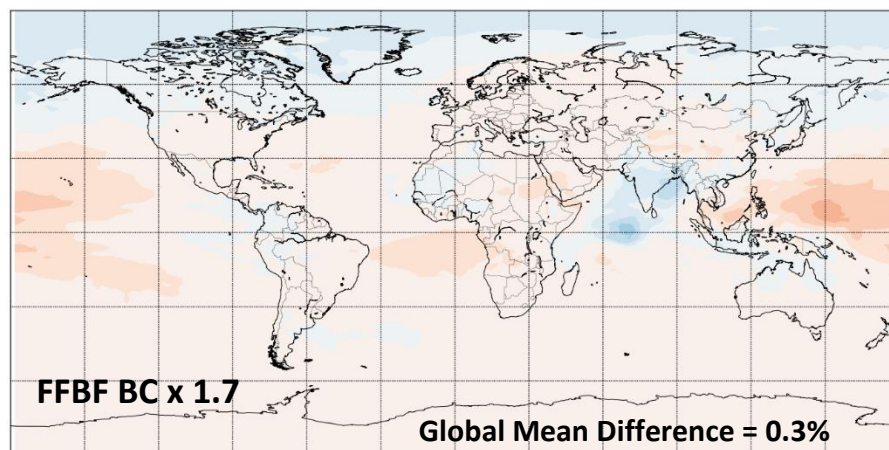 FFBF BC x 1.7
Global Mean Difference = 0.3%